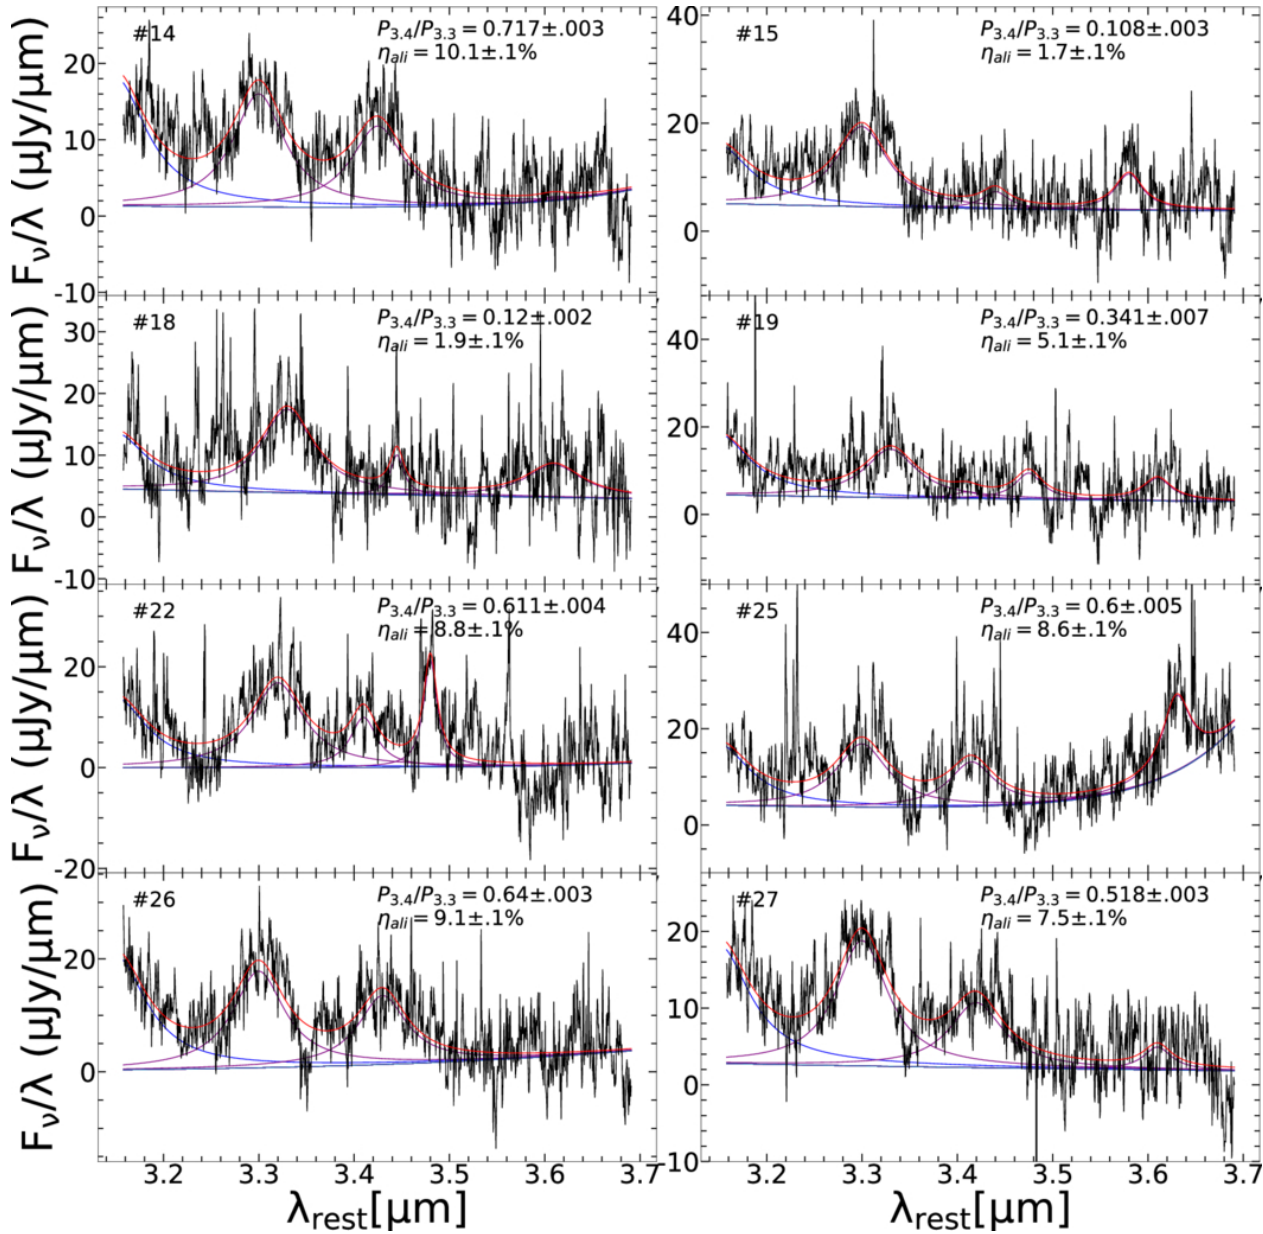 #14
P3.4/P3.3 = 0.717±.003
ηali = 10.1±.1%
20
10
0
-10
Fν/λ (μJy/μm)
#15
P3.4/P3.3 = 0.108±.003
ηali = 1.7±.1%
40
20
0
#18
P3.4/P3.3 = 0.12±.002
ηali = 1.9±.1%
30
20
10
0
-10
Fν/λ (μJy/μm)
#19
P3.4/P3.3 = 0.341±.007
ηali = 5.1±.1%
40
20
0
#22
P3.4/P3.3 = 0.611±.004
ηali = 8.8±.1%
20
0
-20
Fν/λ (μJy/μm)
#25
P3.4/P3.3 = 0.6±.005
ηali = 8.6±.1%
40
20
0
#26
P3.4/P3.3 = 0.64±.003
ηali = 9.1±.1%
20
0
Fν/λ (μJy/μm)
#27
P3.4/P3.3 = 0.518±.003
ηali = 7.5±.1%
20
10
0
-10
3.2 3.3 3.4 3.5 3.6 3.7
λrest[μm]
3.2 3.3 3.4 3.5 3.6 3.7
λrest[μm]